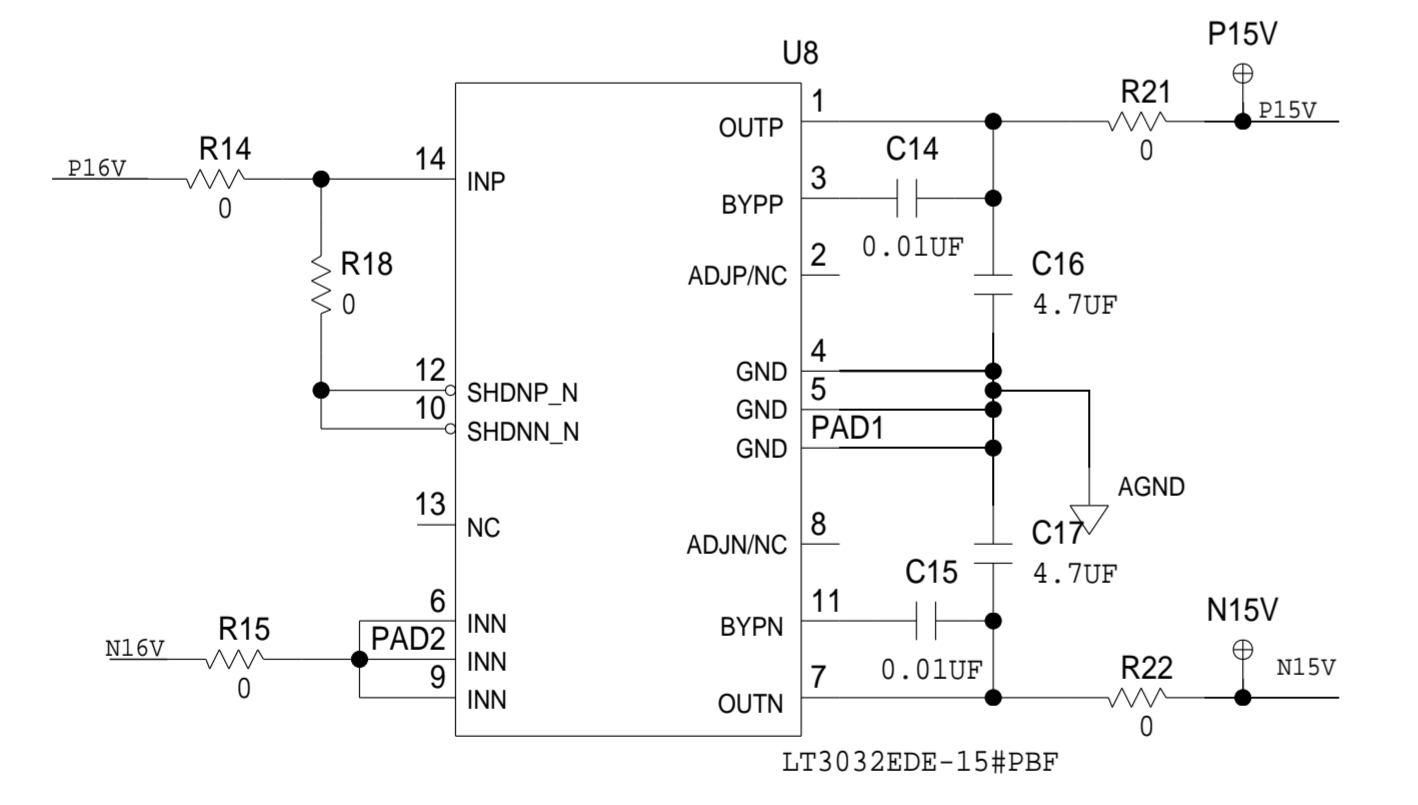 P15V
U8
1
R21
P15V
OUTP
0
R14
14
C14
P16V
INP
3
0
BYPP
0.01UF
2
R18
C16
0
ADJP/NC
4.7UF
4
12
GND
5
SHDNP_N
10
GND
PAD1
SHDNN_N
GND
AGND
13
NC
8
C17
ADJN/NC
C15
4.7UF
6
11
N15V
R15
INN
BYPN
N16V
PAD2
INN
0.01UF
7
R22
N15V
0
9
INN
OUTN
0
LT3032EDE-15#PBF